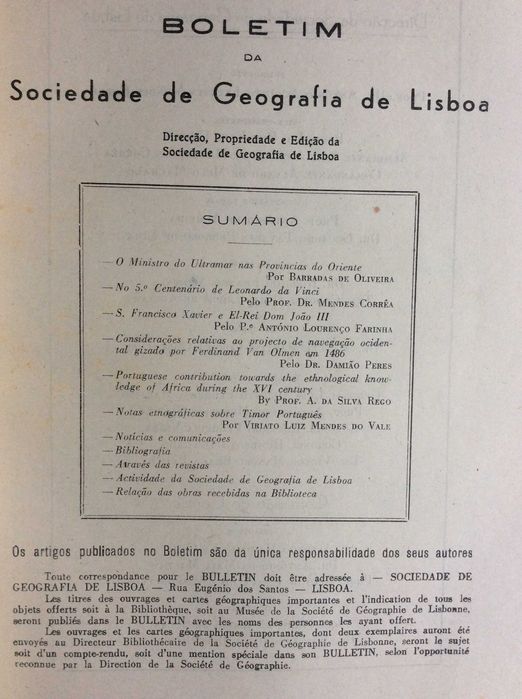 BOLETIM
DA
Sociedade de Geografia de Lisboa
Direcção, Propriedade e Edição da
Sociedade de Geografia de Lisboa
SUMÁRIO
— O Ministro do Ultramar nas Províncias do Oriente
Por BARRADAS DE OLIVEIRA
— No 5.º Centenário de Leonardo da Vinci
Pelo PROF. DR. MENDES CORRÊA
— S. Francisco Xavier e El-Rei Dom João III
Pelo P.e ANTÓNIO LOURENÇO FARINHA
— Considerações relativas ao projecto de navegação ociden-
tal gizado por Ferdinand Van Olmen em 1486
Pelo DR. DAMIÃO PERES
— Portuguese contribution towards the ethnological know-
ledge of Africa during the XVI century
By PROF. A. DA SILVA REGO
— Notas etnográficas sobre Timor Português
Por VIRIATO LUIZ MENDES DO VALE
— Notícias e comunicações
— Bibliografia
— Através das revistas
— Actividade da Sociedade de Geografia de Lisboa
— Relação das obras recebidas na Biblioteca
Os artigos publicados no Boletim são da única responsabilidade dos seus autores
Toute correspondance pour le BULLETIN doit être adressée à — SOCIEDADE DE
GEOGRAFIA DE LISBOA — Rua Eugénio dos Santos — LISBOA.
Les titres des ouvrages et cartes géographiques importantes et l'indication de tous les
objets offerts soit à la Bibliothèque, soit au Musée de la Société de Géographie de Lisbonne,
seront publiés dans le BULLETIN avec les noms des personnes les ayant offert.
Les ouvrages et les cartes géographiques importantes, dont deux exemplaires auront été
envoyés au Directeur Bibliothécaire de la Société de Géographie de Lisbonne, seront le sujet
soit d'un compte-rendu, soit d'une mention spéciale dans son BULLETIN, selon l'opportunité
reconnue par la Direction de la Société de Géographie.